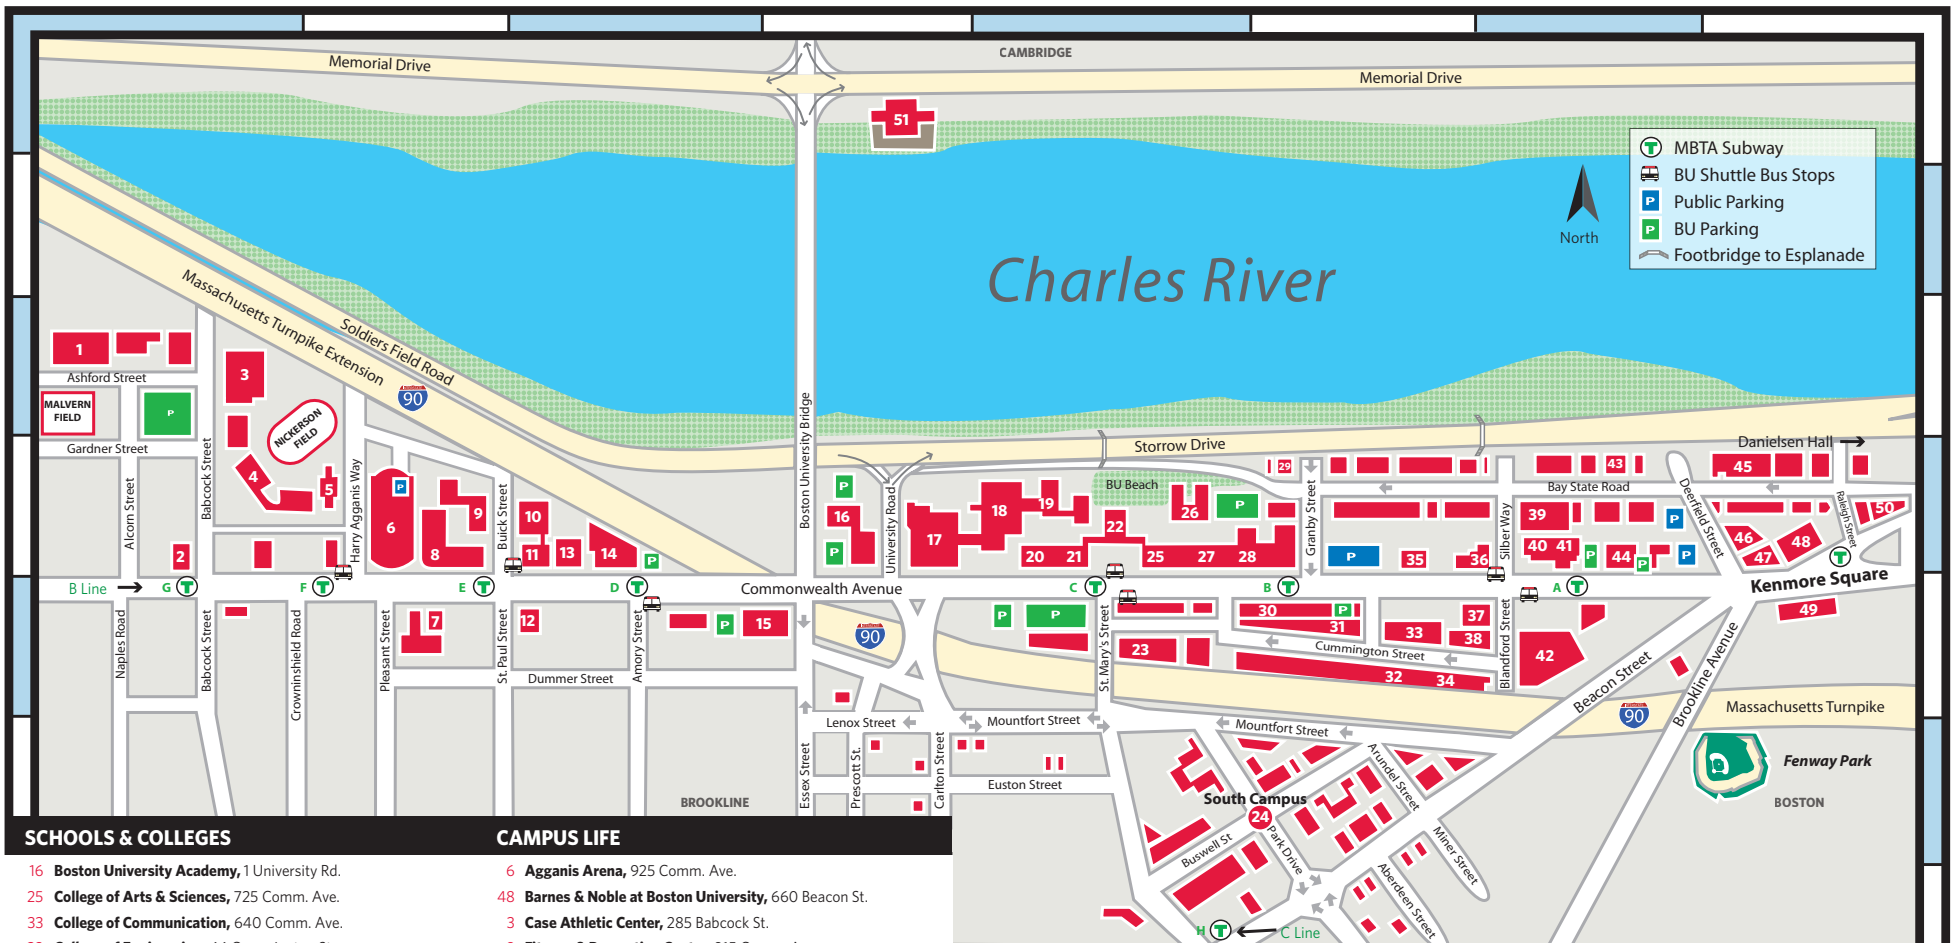 CAMBRIDGE
Memorial Drive
Memorial Drive
51
MBTA Subway
BU Shuttle Bus Stops
P Public Parking
P BU Parking
Footbridge to Esplanade
North
Charles River
Massachusetts Turnpike Extension
Soldiers Field Road
90
Boston University Bridge
Storrow Drive
Danielsen Hall
1
Ashford Street
MALVERN
FIELD
P
Gardner Street
3
NICKERSON
FIELD
4
5
Alcorn Street
Babcock Street
Harry Agganis Way
2
P
6
9
8
Buick Street
10
11
13
14
P
P
16
P
University Road
17
18
19
BU Beach
22
26
P
20
21
25
27
28
29
Granby Street
P
35
36
Silber Way
Bay State Road
43
45
39
40
41
P
44
P
P
P
Deerfield Street
46
47
48
Raleigh Street
50
T
B Line
G T
F T
E T
D T
Commonwealth Avenue
C T
B T
A T
Kenmore Square
49
Naples Road
Babcock Street
Crowninshield Road
Pleasant Street
7
St. Paul Street
12
Amory Street
Dummer Street
P
15
90
P
P
St. Mary's Street
23
30
P
31
33
37
38
Cummington Street
32
34
Blandford Street
42
Beacon Street
Brookline Avenue
90
Massachusetts Turnpike
Lenox Street
Mountfort Street
Mountfort Street
Essex Street
Prescott St.
Carlton Street
Euston Street
BROOKLINE
South Campus
24
Arundel Street
Buswell St
Park Drive
Miner Street
Aberdeen Street
Fenway Park
BOSTON
H T
C Line
SCHOOLS & COLLEGES
16 Boston University Academy, 1 University Rd.
25 College of Arts & Sciences, 725 Comm. Ave.
33 College of Communication, 640 Comm. Ave.
CAMPUS LIFE
6 Agganis Arena, 925 Comm. Ave.
48 Barnes & Noble at Boston University, 660 Beacon St.
3 Case Athletic Center, 285 Babcock St.